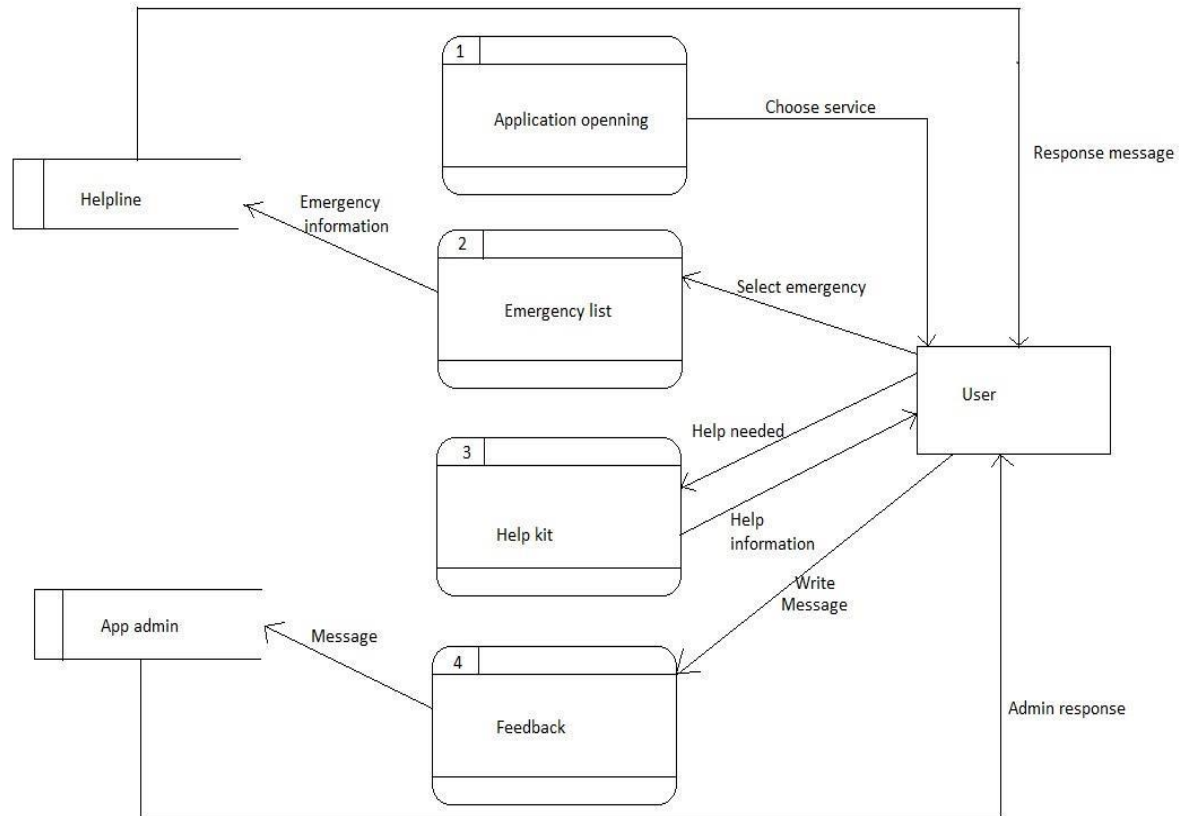 1
Application openning
Choose service
Response message
Helpline
Emergency
information
2
Emergency list
Select emergency
User
Help needed
3
Help kit
Help
information
Write
Message
App admin
Message
4
Feedback
Admin response